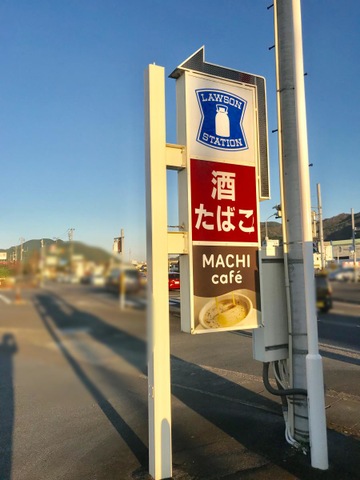 LAWSON
STATION
酒
たばこ
MACHI
café